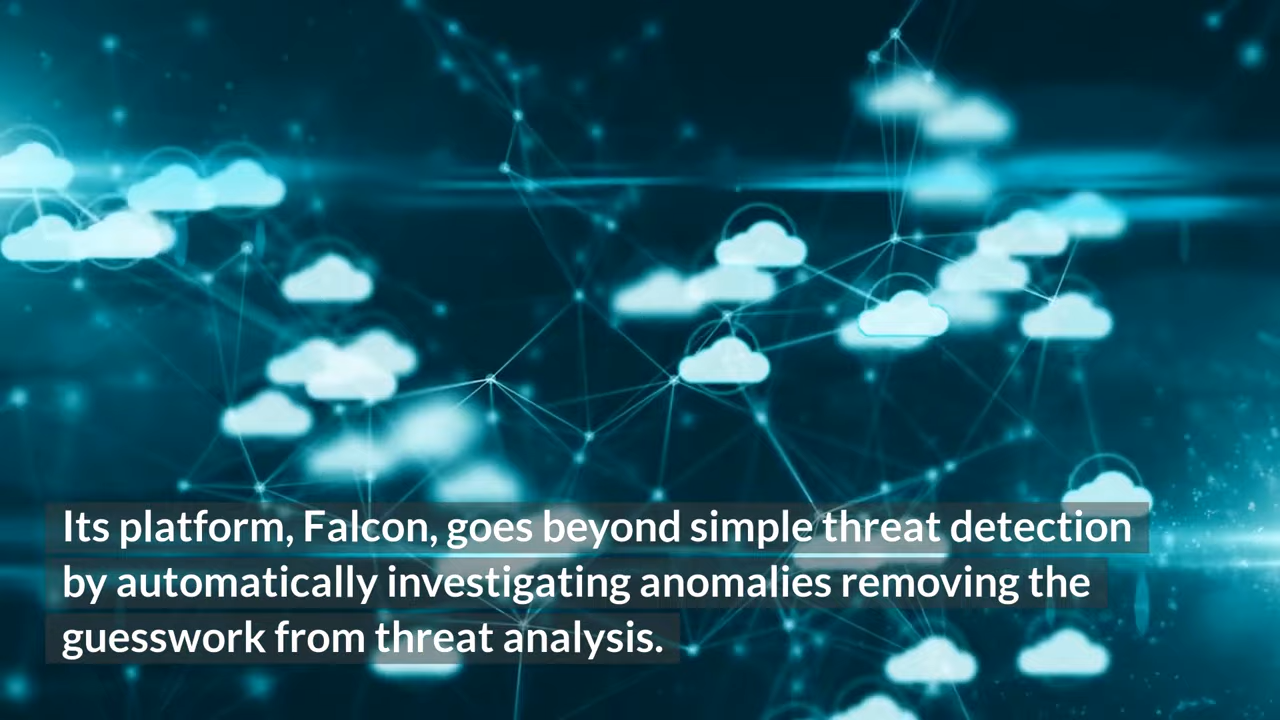 Its platform, Falcon, goes beyond simple threat detection
by automatically investigating anomalies removing the
guesswork from threat analysis.